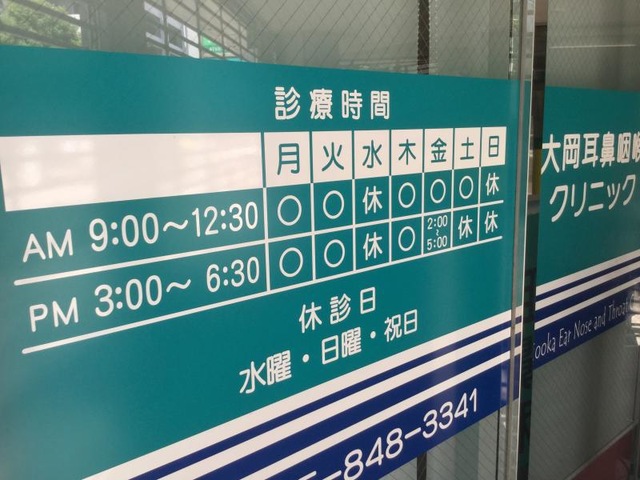 診療時間
月 火 水 木 金 土 日
AM 9:00〜12:30 ○ ○ 休 ○ ○ ○ 休
PM 3:00〜 6:30 ○ ○ 休 ○ 2:00〜5:00 休 休
休診日
水曜・日曜・祝日
-848-3341
大岡耳鼻咽
クリニック
ooka Ear Nose and Throat